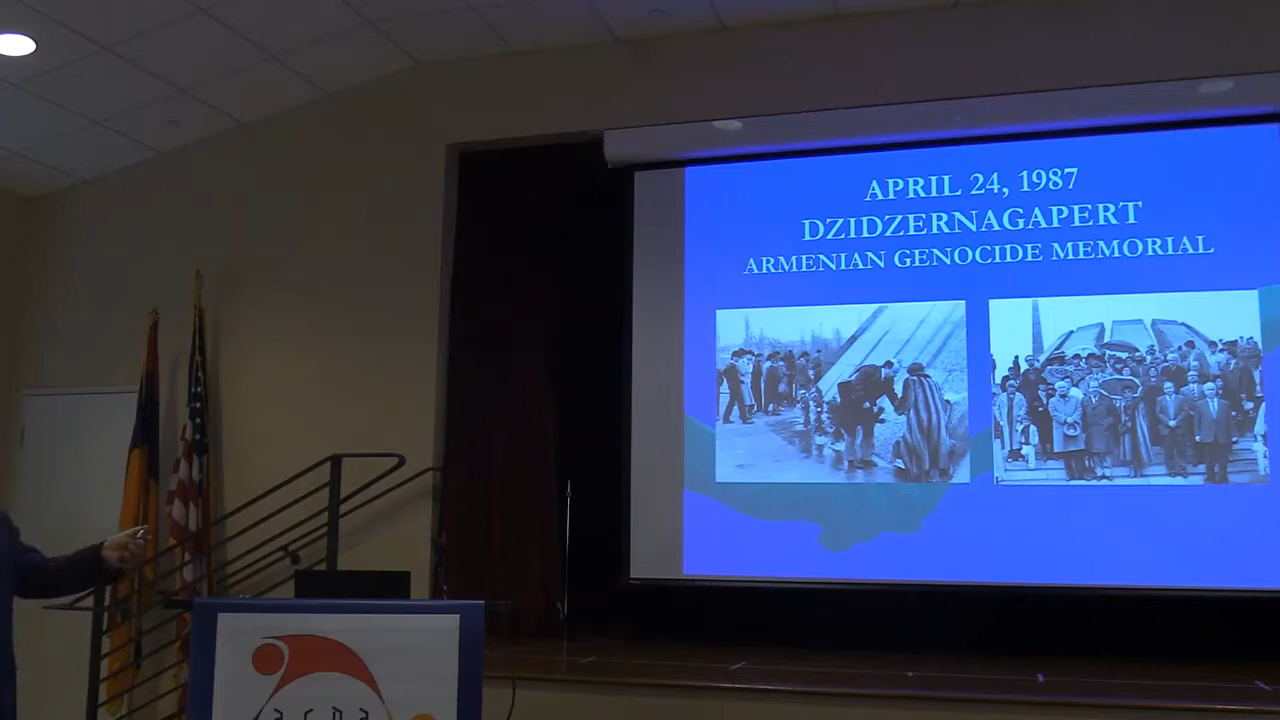 APRIL 24, 1987
DZIDZERNAGAPERT
ARMENIAN GENOCIDE MEMORIAL